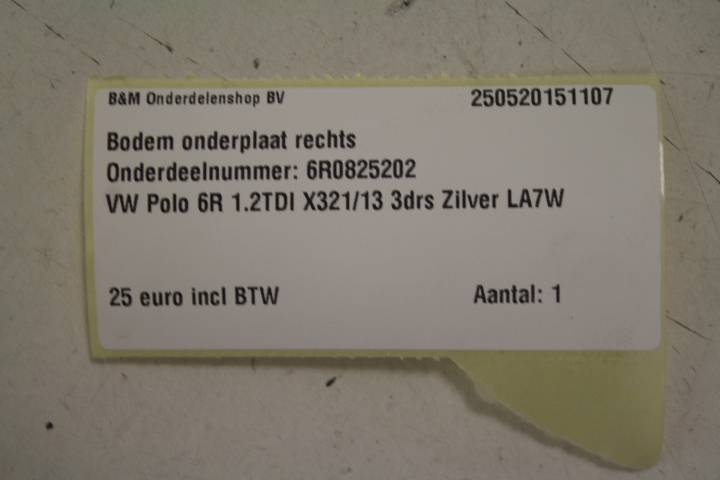 B&M Onderdelenshop BV 250520151107
Bodem onderplaat rechts
Onderdeelnummer: 6R0825202
VW Polo 6R 1.2TDI X321/13 3drs Zilver LA7W
25 euro incl BTW Aantal: 1